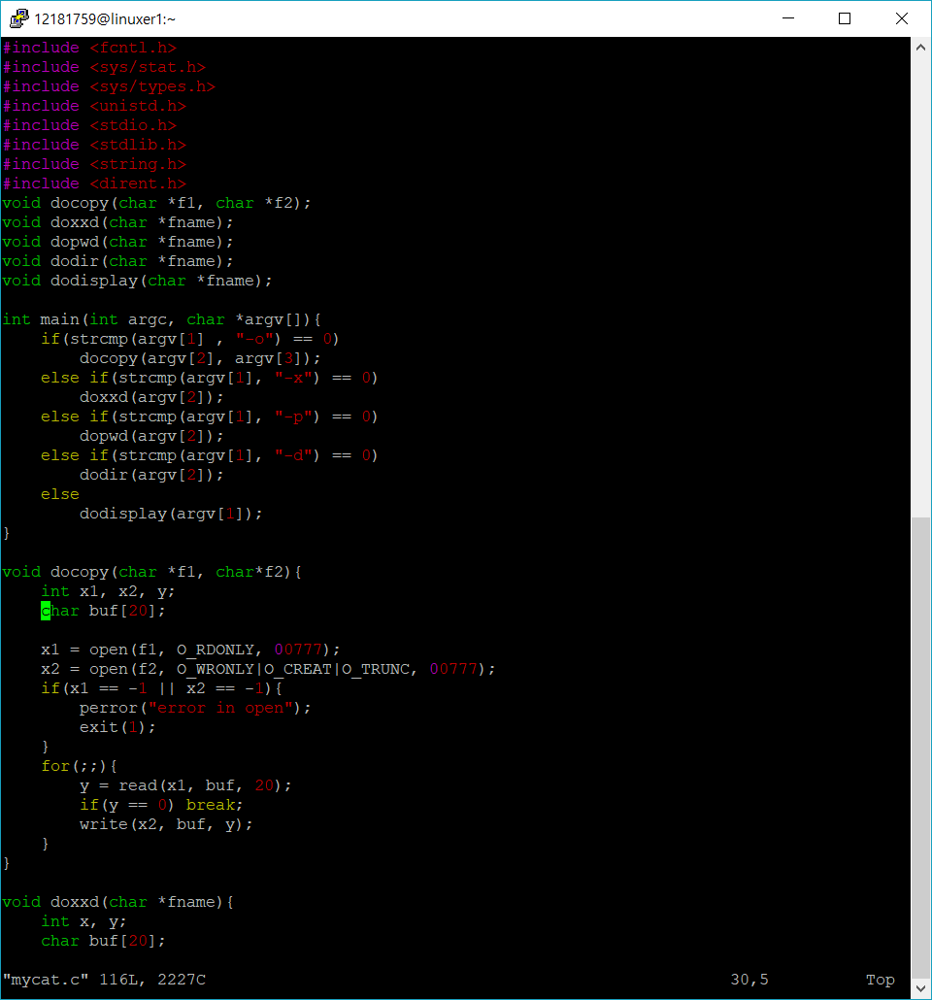 12181759@linuxer1:~
#include <fcntl.h>
#include <sys/stat.h>
#include <sys/types.h>
#include <unistd.h>
#include <stdio.h>
#include <stdlib.h>
#include <string.h>
#include <dirent.h>
void docopy(char *f1, char *f2);
void doxxd(char *fname);
void dopwd(char *fname);
void dodir(char *fname);
void dodisplay(char *fname);

int main(int argc, char *argv[]){
    if(strcmp(argv[1] , "-o") == 0)
        docopy(argv[2], argv[3]);
    else if(strcmp(argv[1], "-x") == 0)
        doxxd(argv[2]);
    else if(strcmp(argv[1], "-p") == 0)
        dopwd(argv[2]);
    else if(strcmp(argv[1], "-d") == 0)
        dodir(argv[2]);
    else
        dodisplay(argv[1]);
}

void docopy(char *f1, char*f2){
    int x1, x2, y;
    char buf[20];

    x1 = open(f1, O_RDONLY, 00777);
    x2 = open(f2, O_WRONLY|O_CREAT|O_TRUNC, 00777);
    if(x1 == -1 || x2 == -1){
        perror("error in open");
        exit(1);
    }
    for(;;){
        y = read(x1, buf, 20);
        if(y == 0) break;
        write(x2, buf, y);
    }
}

void doxxd(char *fname){
    int x, y;
    char buf[20];

"mycat.c" 116L, 2227C 30,5 Top